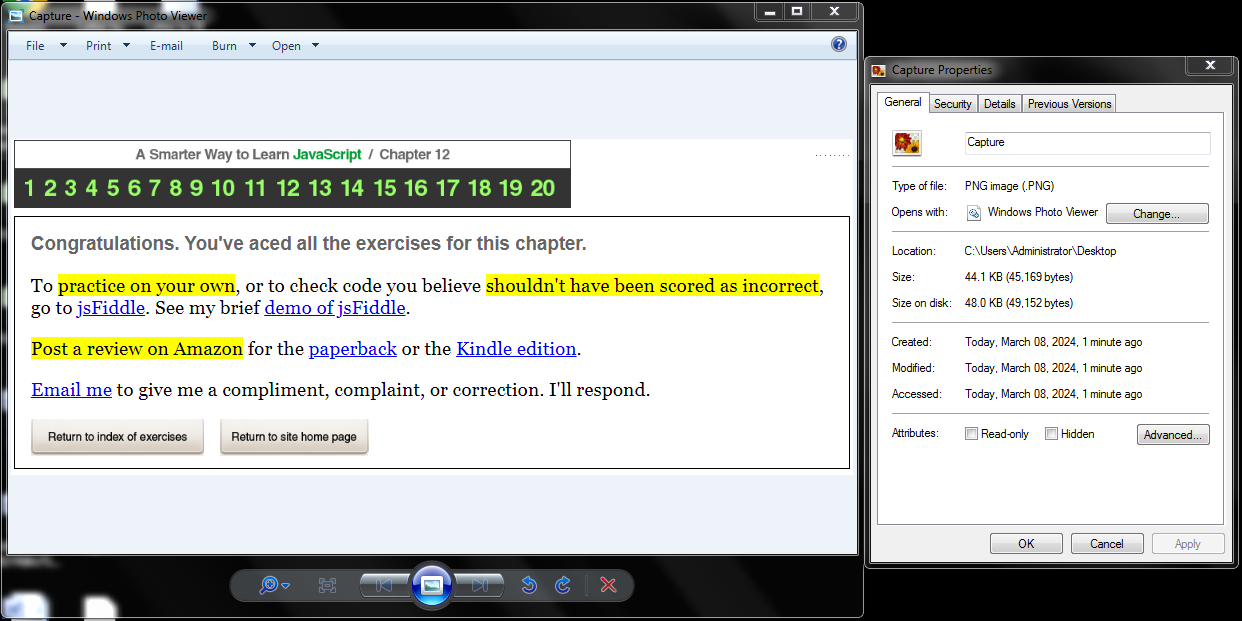 Capture - Windows Photo Viewer
File Print E-mail Burn Open
A Smarter Way to Learn JavaScript / Chapter 12
1 2 3 4 5 6 7 8 9 10 11 12 13 14 15 16 17 18 19 20
Congratulations. You've aced all the exercises for this chapter.
To practice on your own, or to check code you believe shouldn't have been scored as incorrect,
go to jsFiddle. See my brief demo of jsFiddle.
Post a review on Amazon for the paperback or the Kindle edition.
Email me to give me a compliment, complaint, or correction. I'll respond.
Return to index of exercises Return to site home page
Capture Properties
General Security Details Previous Versions
Capture
Type of file: PNG image (.PNG)
Opens with: Windows Photo Viewer Change...
Location: C:\Users\Administrator\Desktop
Size: 44.1 KB (45,169 bytes)
Size on disk: 48.0 KB (49,152 bytes)
Created: Today, March 08, 2024, 1 minute ago
Modified: Today, March 08, 2024, 1 minute ago
Accessed: Today, March 08, 2024, 1 minute ago
Attributes: Read-only Hidden Advanced...
OK Cancel Apply